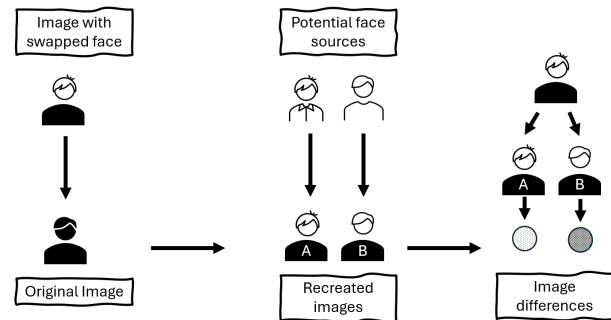 Image with
swapped face
Potential face
sources
A
B
A
B
Original Image
Recreated
images
Image
differences